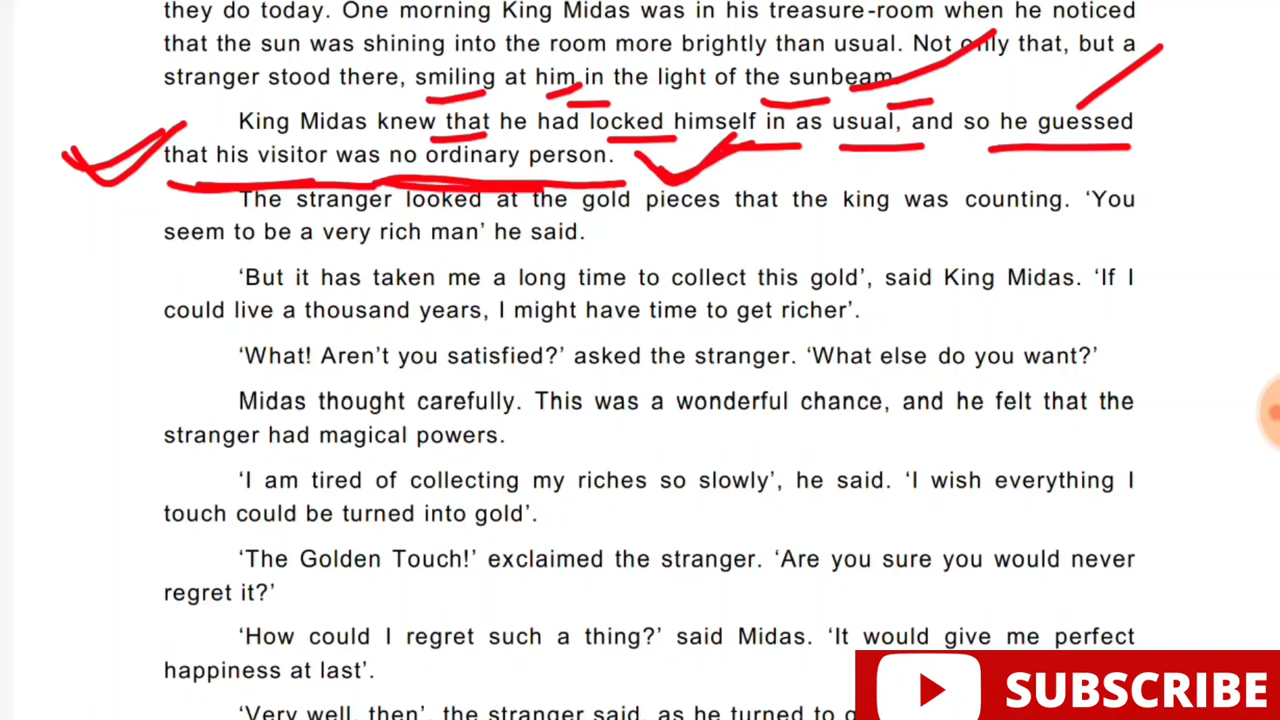 they do today. One morning King Midas was in his treasure-room when he noticed
that the sun was shining into the room more brightly than usual. Not only that, but a
stranger stood there, smiling at him in the light of the sunbeam
King Midas knew that he had locked himself in as usual, and so he guessed
that his visitor was no ordinary person.
The stranger looked at the gold pieces that the king was counting. ‘You
seem to be a very rich man’ he said.
‘But it has taken me a long time to collect this gold’, said King Midas. ‘If I
could live a thousand years, I might have time to get richer’.
‘What! Aren’t you satisfied?’ asked the stranger. ‘What else do you want?’
Midas thought carefully. This was a wonderful chance, and he felt that the
stranger had magical powers.
‘I am tired of collecting my riches so slowly’, he said. ‘I wish everything I
touch could be turned into gold’.
‘The Golden Touch!’ exclaimed the stranger. ‘Are you sure you would never
regret it?’
‘How could I regret such a thing?’ said Midas. ‘It would give me perfect
happiness at last’.
‘Very well, then’, the stranger said, as he turned to
SUBSCRIBE